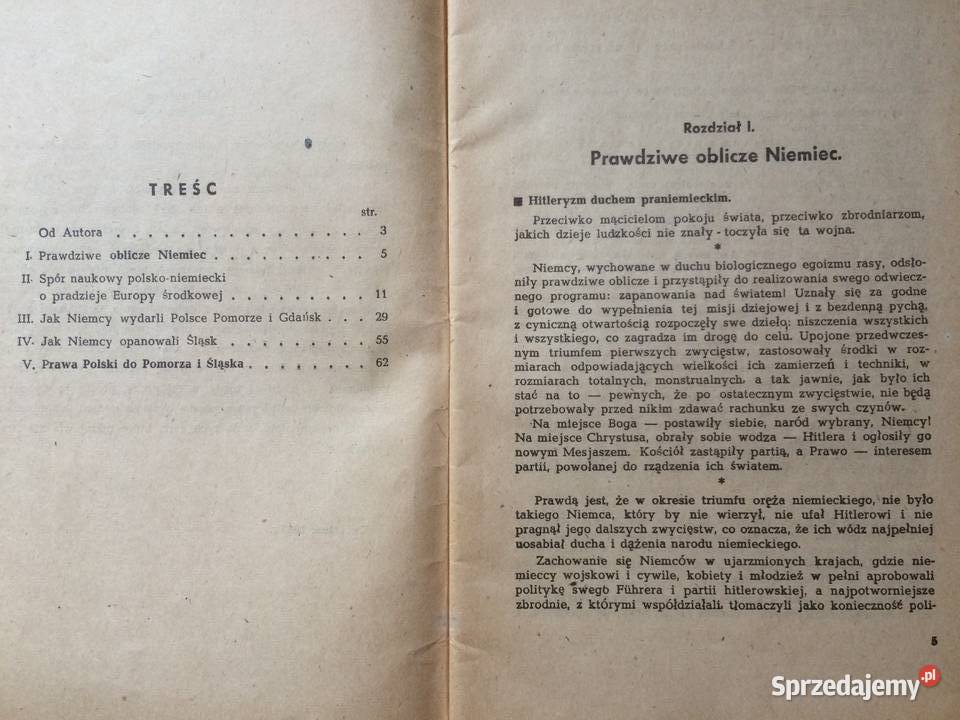 TREŚC
str.
Od Autora . . . . . . . . . . . . . . . . . 3
I. Prawdziwe oblicze Niemiec . . . . . . . . . . 5
II. Spór naukowy polsko-niemiecki
o pradzieje Europy środkowej . . . . . . . . . 11
III. Jak Niemcy wydarli Polsce Pomorze i Gdańsk . . . 29
IV. Jak Niemcy opanowali Śląsk . . . . . . . . . . 55
V. Prawa Polski do Pomorza i Śląska . . . . . . . . 62
Rozdział I.
Prawdziwe oblicze Niemiec.
■ Hitleryzm duchem praniemieckim.
Przeciwko mącicielom pokoju świata, przeciwko zbrodniarzom,
jakich dzieje ludzkości nie znały - toczyła się ta wojna.
*
Niemcy, wychowane w duchu biologicznego egoizmu rasy, odsło-
niły prawdziwe oblicze i przystąpiły do realizowania swego odwiecz-
nego programu: zapanowania nad światem! Uznały się za godne
i gotowe do wypełnienia tej misji dziejowej i z bezdenną pychą,
z cyniczną otwartością rozpoczęły swe dzieło: niszczenia wszystkich
i wszystkiego, co zagradza im drogę do celu. Upojone przedwczes-
nym triumfem pierwszych zwycięstw, zastosowały środki w roz-
miarach odpowiadających wielkości ich zamierzeń i techniki, w
rozmiarach totalnych, monstrualnych, a tak jawnie, jak było ich
stać na to — pewnych, że po ostatecznym zwycięstwie, nie będą
potrzebowały przed nikim zdawać rachunku ze swych czynów.
Na miejsce Boga — postawiły siebie, naród wybrany, Niemcy!
Na miejsce Chrystusa, obrały sobie wodza — Hitlera i ogłosiły go
nowym Mesjaszem. Kościół zastąpiły partią, a Prawo — interesem
partii, powołanej do rządzenia ich światem.
*
Prawdą jest, że w okresie triumfu oręża niemieckiego, nie było
takiego Niemca, który by nie wierzył, nie ufał Hitlerowi i nie
pragnął jego dalszych zwycięstw, co oznacza, że ich wódz najpełniej
uosabiał ducha i dążenia narodu niemieckiego.
Zachowanie się Niemców w ujarzmionych krajach, gdzie nie-
mieccy wojskowi i cywile, kobiety i młodzież w pełni aprobowali
politykę swego Führera i partii hitlerowskiej, a najpotworniejsze
zbrodnie, z którymi współdziałali, tłomaczyli jako konieczność poli-
5
Sprzedajemy.pl